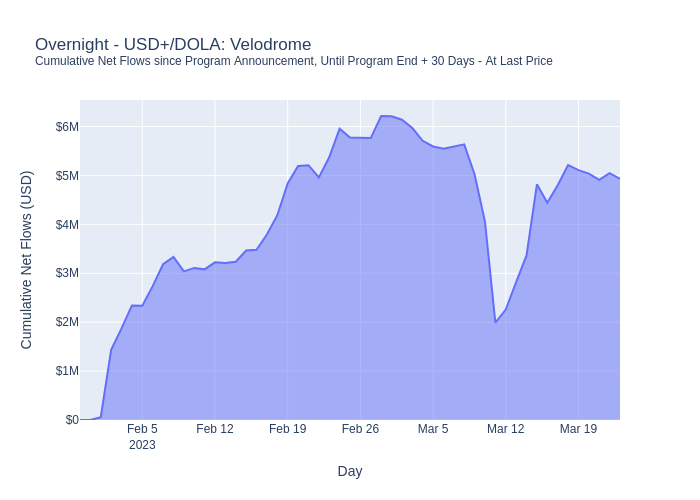 Overnight - USD+/DOLA: Velodrome
Cumulative Net Flows since Program Announcement, Until Program End + 30 Days - At Last Price
Cumulative Net Flows (USD)
$6M
$5M
$4M
$3M
$2M
$1M
$0
Feb 5 Feb 12 Feb 19 Feb 26 Mar 5 Mar 12 Mar 19
2023
Day